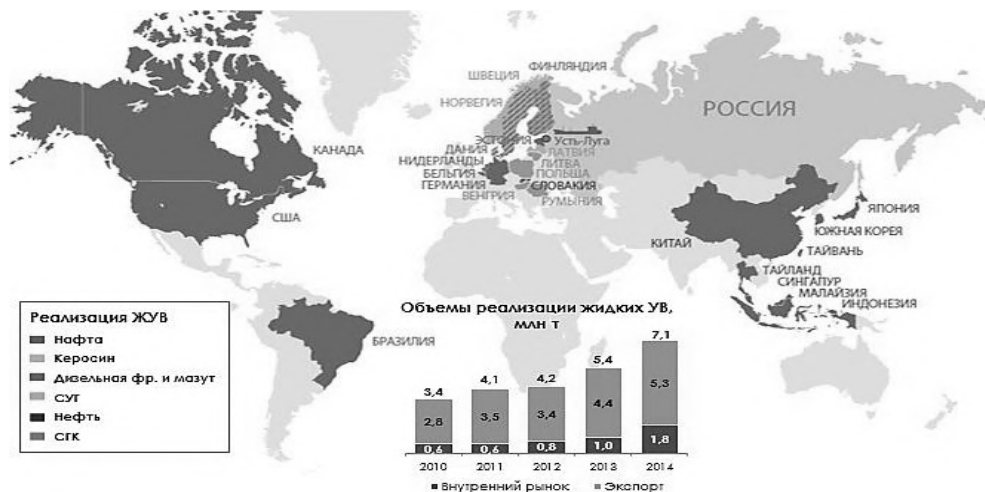 ФИНЛЯНДИЯ
ШВЕЦИЯ
НОРВЕГИЯ
РОССИЯ
ЭСТОНИЯ
Усть-Луга
КАНАДА
ДАНИЯ
ЛАТВИЯ
НИДЕРЛАНДЫ
ЛИТВА
БЕЛЬГИЯ
ПОЛЬША
ГЕРМАНИЯ
СЛОВАКИЯ
ВЕНГРИЯ
РУМЫНИЯ
США
ЯПОНИЯ
ЮЖНАЯ КОРЕЯ
КИТАЙ
ТАЙВАНЬ
ТАЙЛАНД
СИНГАПУР
МАЛАЙЗИЯ
ИНДОНЕЗИЯ
БРАЗИЛИЯ
Реализация ЖУВ
Нафта
Керосин
Дизельная фр. и мазут
СУГ
Нефть
СГК
Объемы реализации жидких УВ,
млн т
3,4 4,1 4,2 5,4 7,1
2,8 3,5 3,4 4,4 5,3
0,6 0,6 0,8 1,0 1,8
2010 2011 2012 2013 2014
Внутренний рынок Экспорт